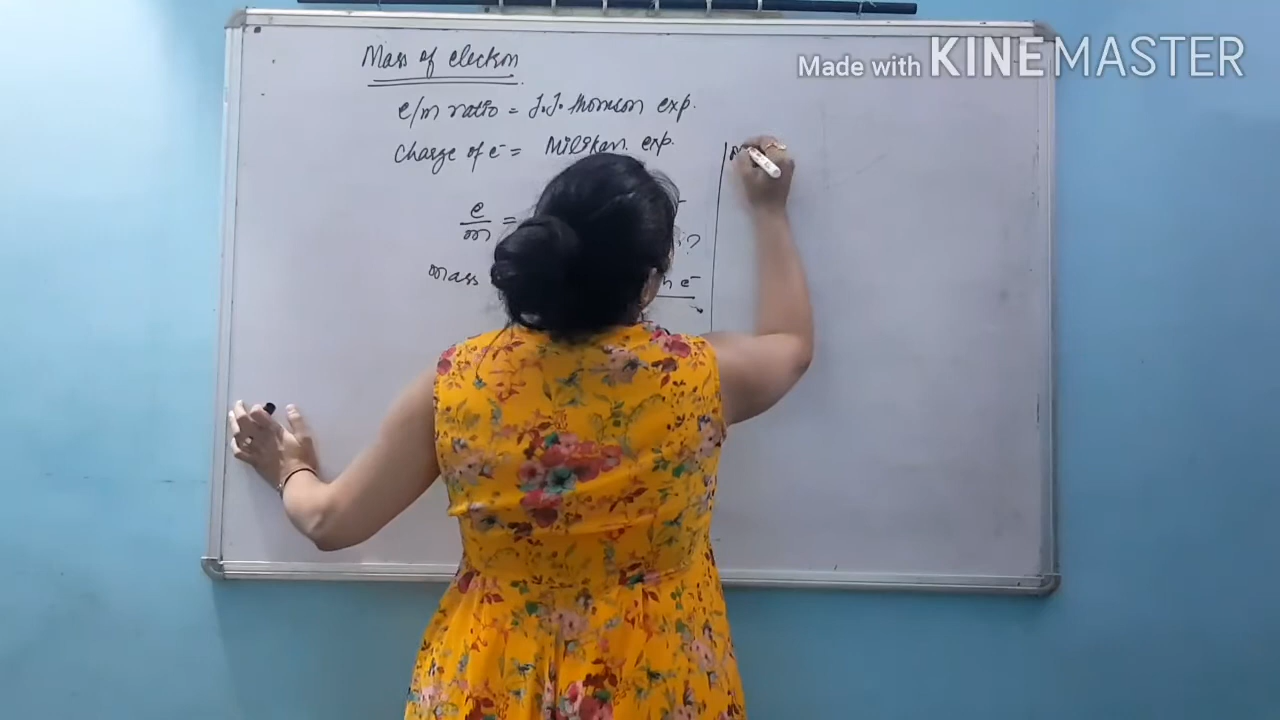 Made with KINEMASTER
Mass of electron
e/m ratio = J.J. Thomson exp.
Charge of e⁻ = Millikan exp.
e/m =
Mass
e⁻